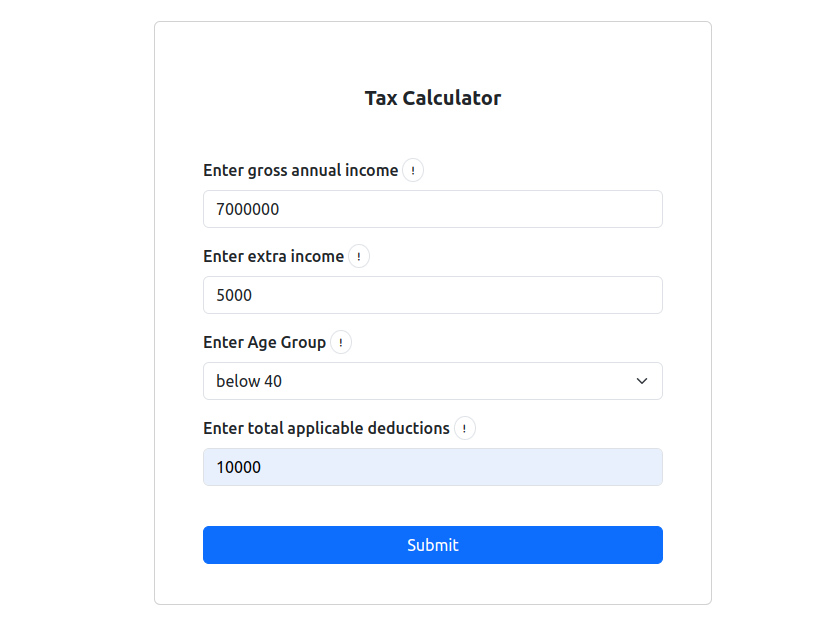 Tax Calculator
Enter gross annual income !
7000000
Enter extra income !
5000
Enter Age Group !
below 40
Enter total applicable deductions !
10000
Submit